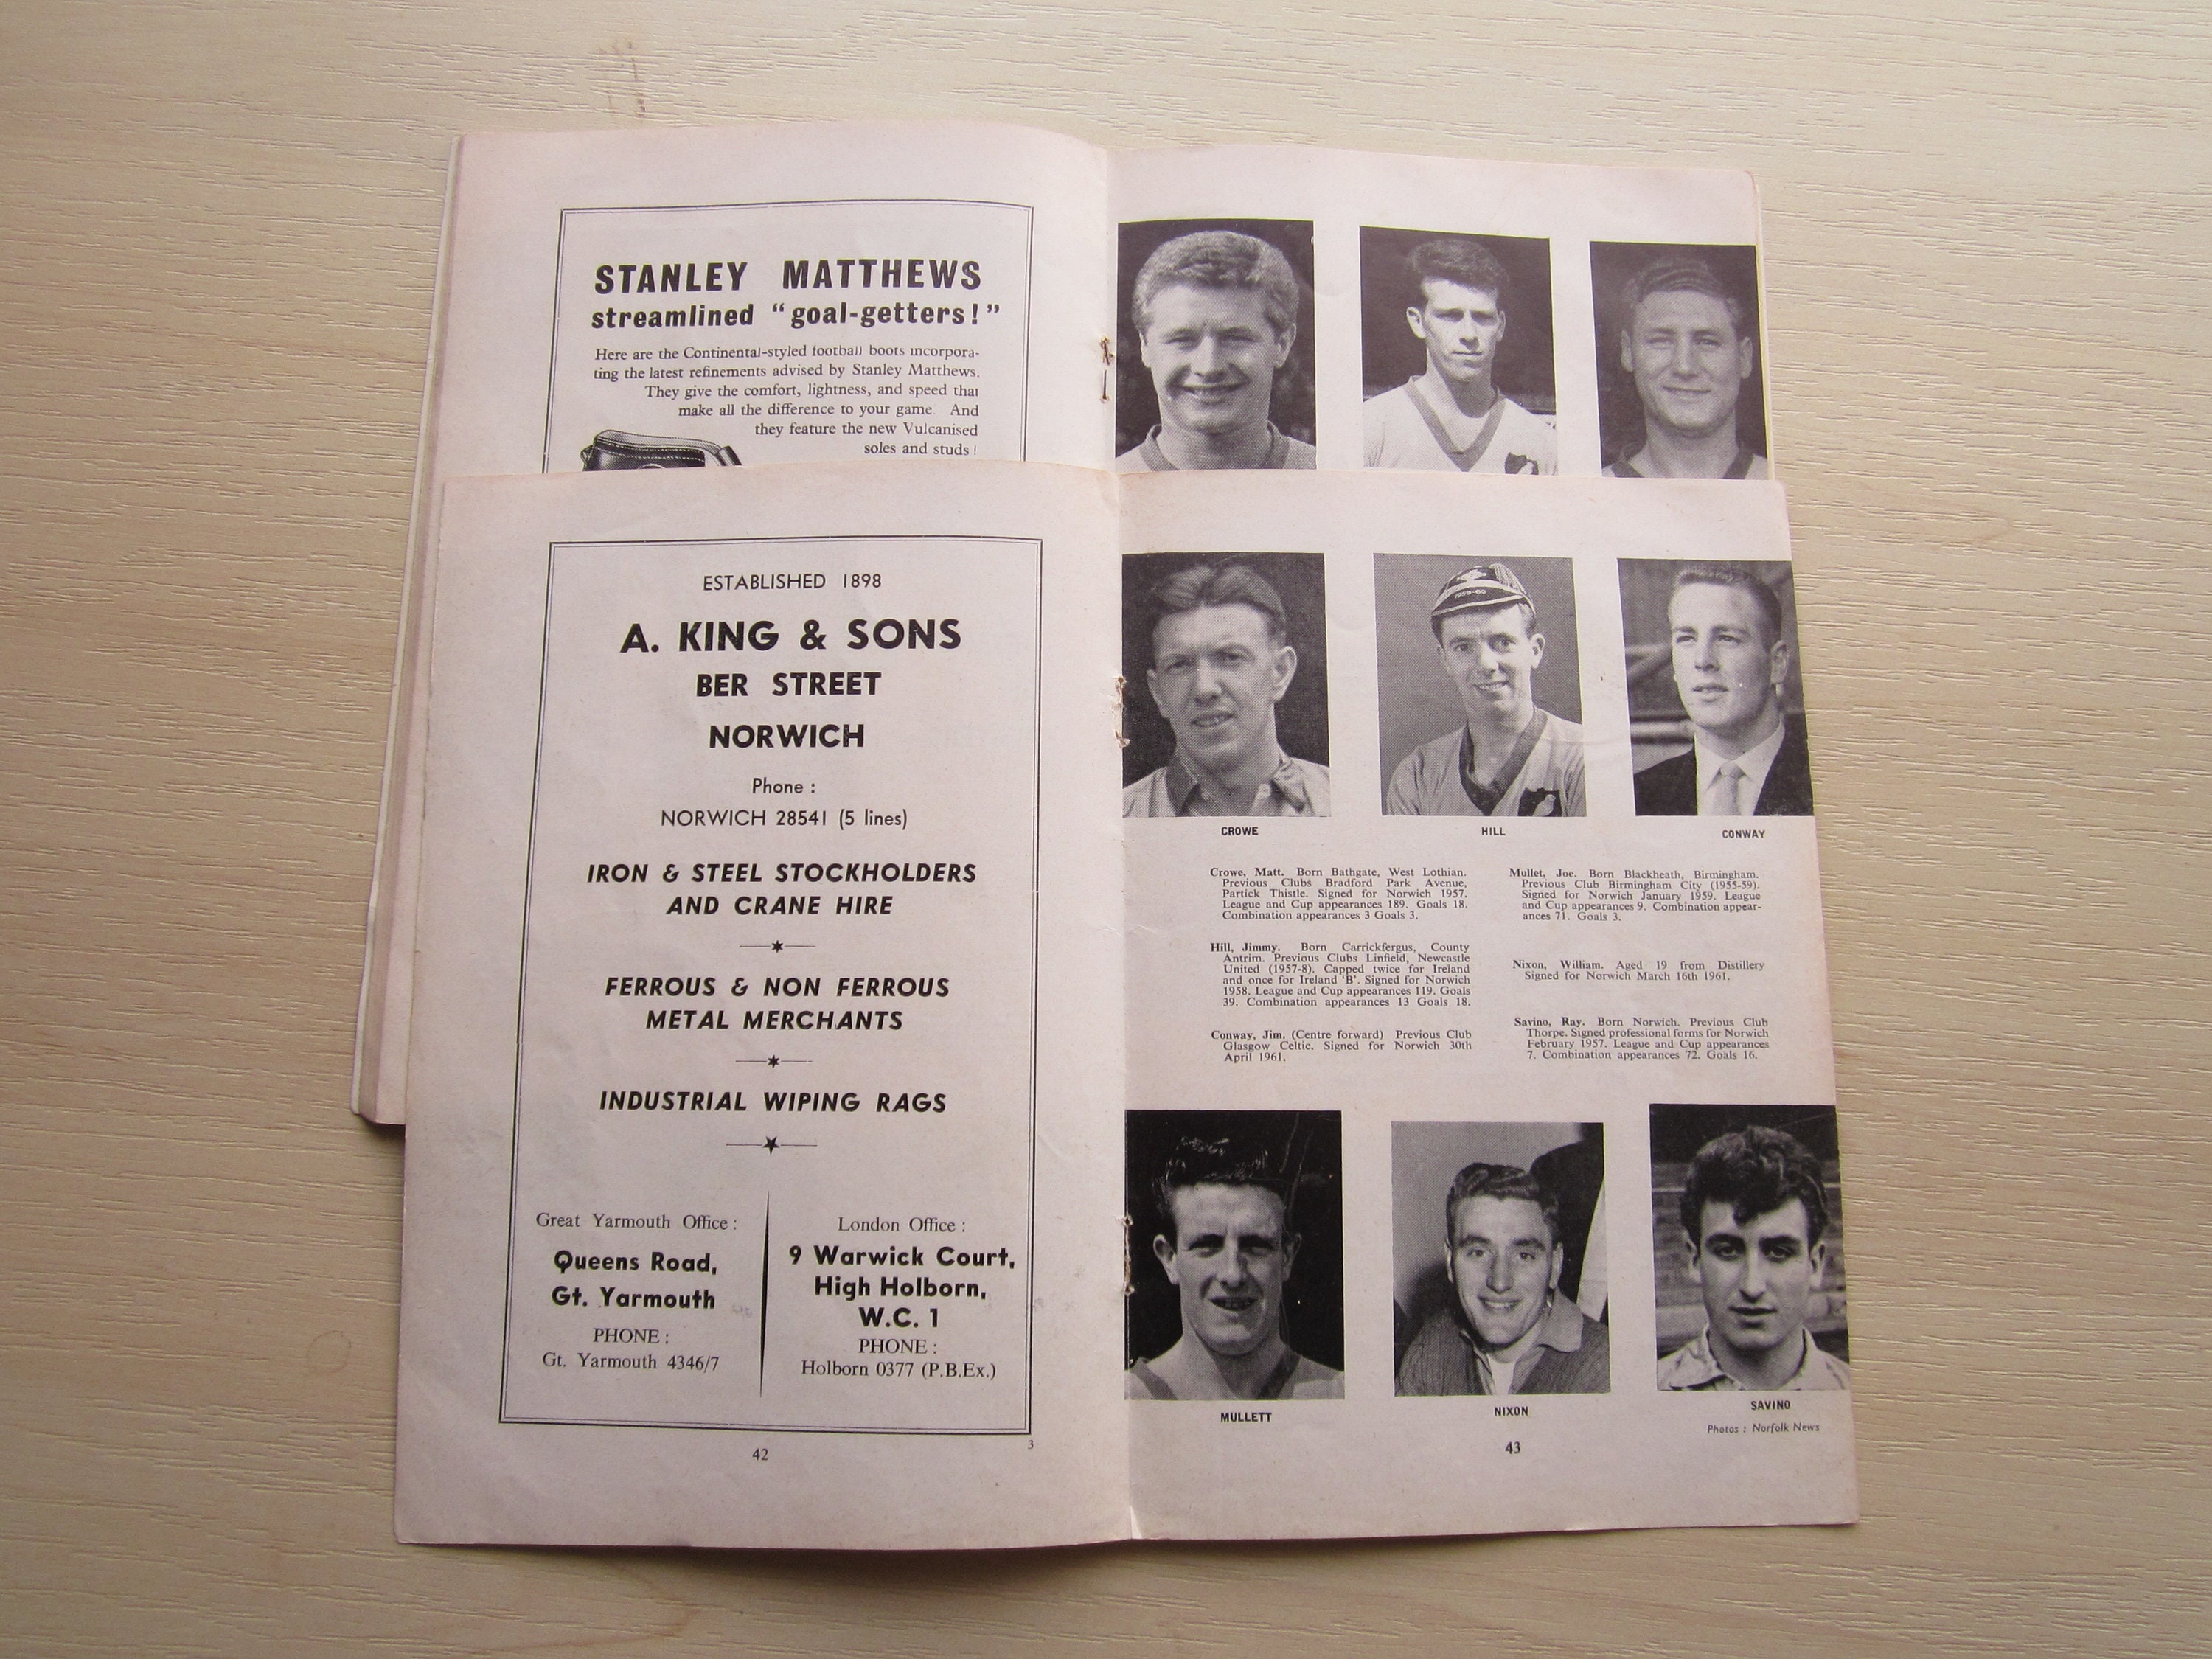 STANLEY MATTHEWS
streamlined "goal-getters!"
Here are the Continental-styled football boots incorpora-
ting the latest refinements advised by Stanley Matthews.
They give the comfort, lightness, and speed that
make all the difference to your game. And
they feature the new Vulcanised
soles and studs!
ESTABLISHED 1898
A. KING & SONS
BER STREET
NORWICH
Phone :
NORWICH 28541 (5 lines)
IRON & STEEL STOCKHOLDERS
AND CRANE HIRE
FERROUS & NON FERROUS
METAL MERCHANTS
INDUSTRIAL WIPING RAGS
Great Yarmouth Office :
Queens Road,
Gt. Yarmouth
PHONE :
Gt. Yarmouth 4346/7
London Office :
9 Warwick Court,
High Holborn,
W.C. 1
PHONE :
Holborn 0377 (P.B.Ex.)
42
3
1959-60
CROWE
HILL
CONWAY
Crowe, Matt. Born Bathgate, West Lothian.
Previous Clubs Bradford Park Avenue,
Partick Thistle. Signed for Norwich 1957.
League and Cup appearances 189. Goals 18.
Combination appearances 3 Goals 3.
Hill, Jimmy. Born Carrickfergus, County
Antrim. Previous Clubs Linfield, Newcastle
United (1957-8). Capped twice for Ireland
and once for Ireland 'B'. Signed for Norwich
1958. League and Cup appearances 119. Goals
39. Combination appearances 13 Goals 18.
Conway, Jim. (Centre forward) Previous Club
Glasgow Celtic. Signed for Norwich 30th
April 1961.
Mullet, Joe. Born Blackheath, Birmingham.
Previous Club Birmingham City (1955-59).
Signed for Norwich January 1959. League
and Cup appearances 9. Combination appear-
ances 71. Goals 3.
Nixon, William. Aged 19 from Distillery
Signed for Norwich March 16th 1961.
Savino, Ray. Born Norwich. Previous Club
Thorpe. Signed professional forms for Norwich
February 1957. League and Cup appearances
7. Combination appearances 72. Goals 16.
MULLETT
NIXON
SAVINO
Photos : Norfolk News
43